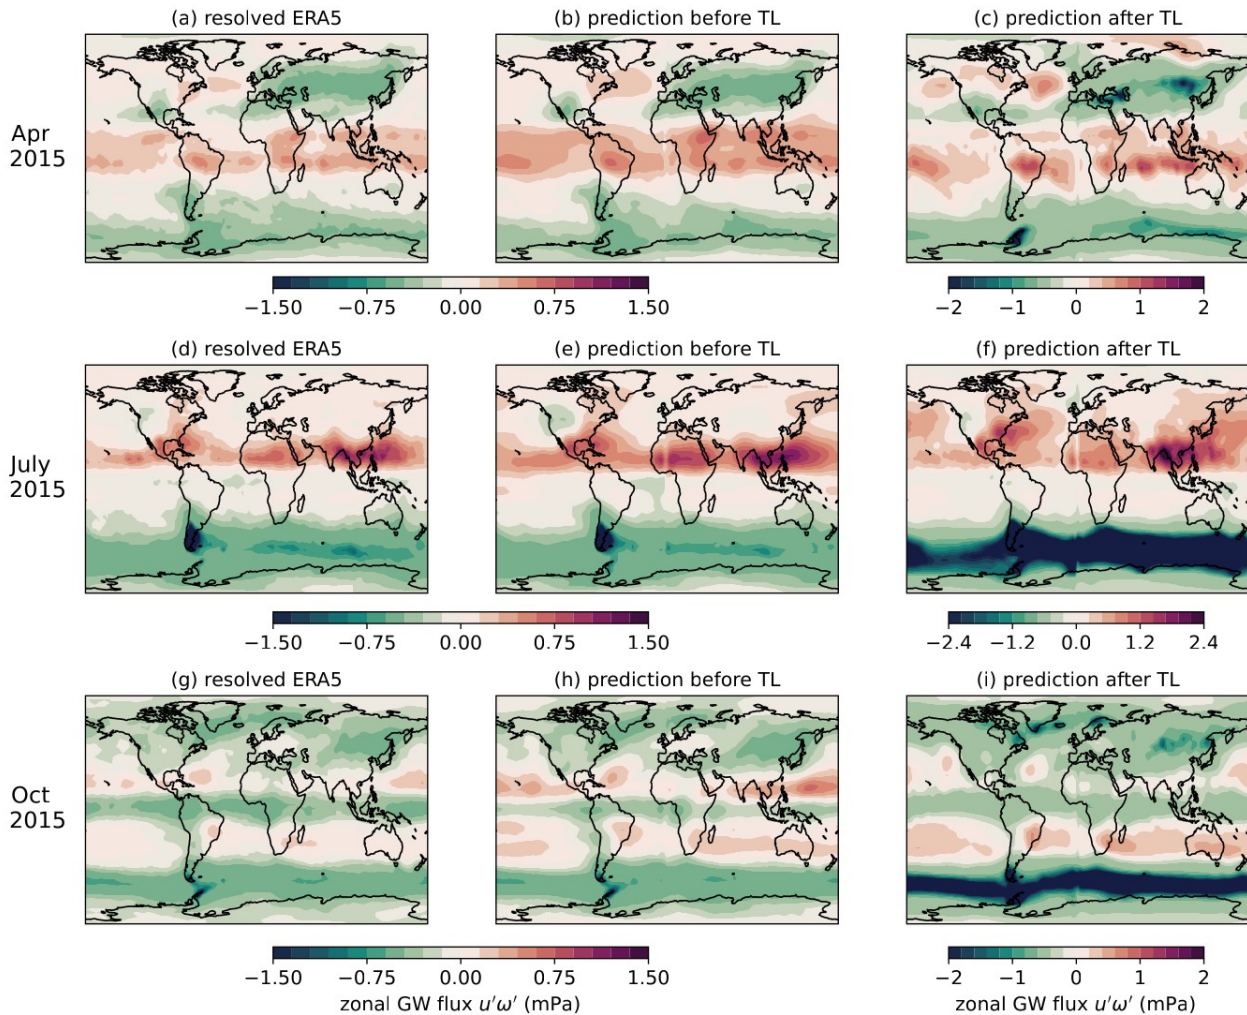 (a) resolved ERA5 (b) prediction before TL (c) prediction after TL
Apr
2015
−1.50 −0.75 0.00 0.75 1.50 −2 −1 0 1 2
(d) resolved ERA5 (e) prediction before TL (f) prediction after TL
July
2015
−1.50 −0.75 0.00 0.75 1.50 −2.4 −1.2 0.0 1.2 2.4
(g) resolved ERA5 (h) prediction before TL (i) prediction after TL
Oct
2015
−1.50 −0.75 0.00 0.75 1.50 −2 −1 0 1 2
zonal GW flux u′ω′ (mPa) zonal GW flux u′ω′ (mPa)